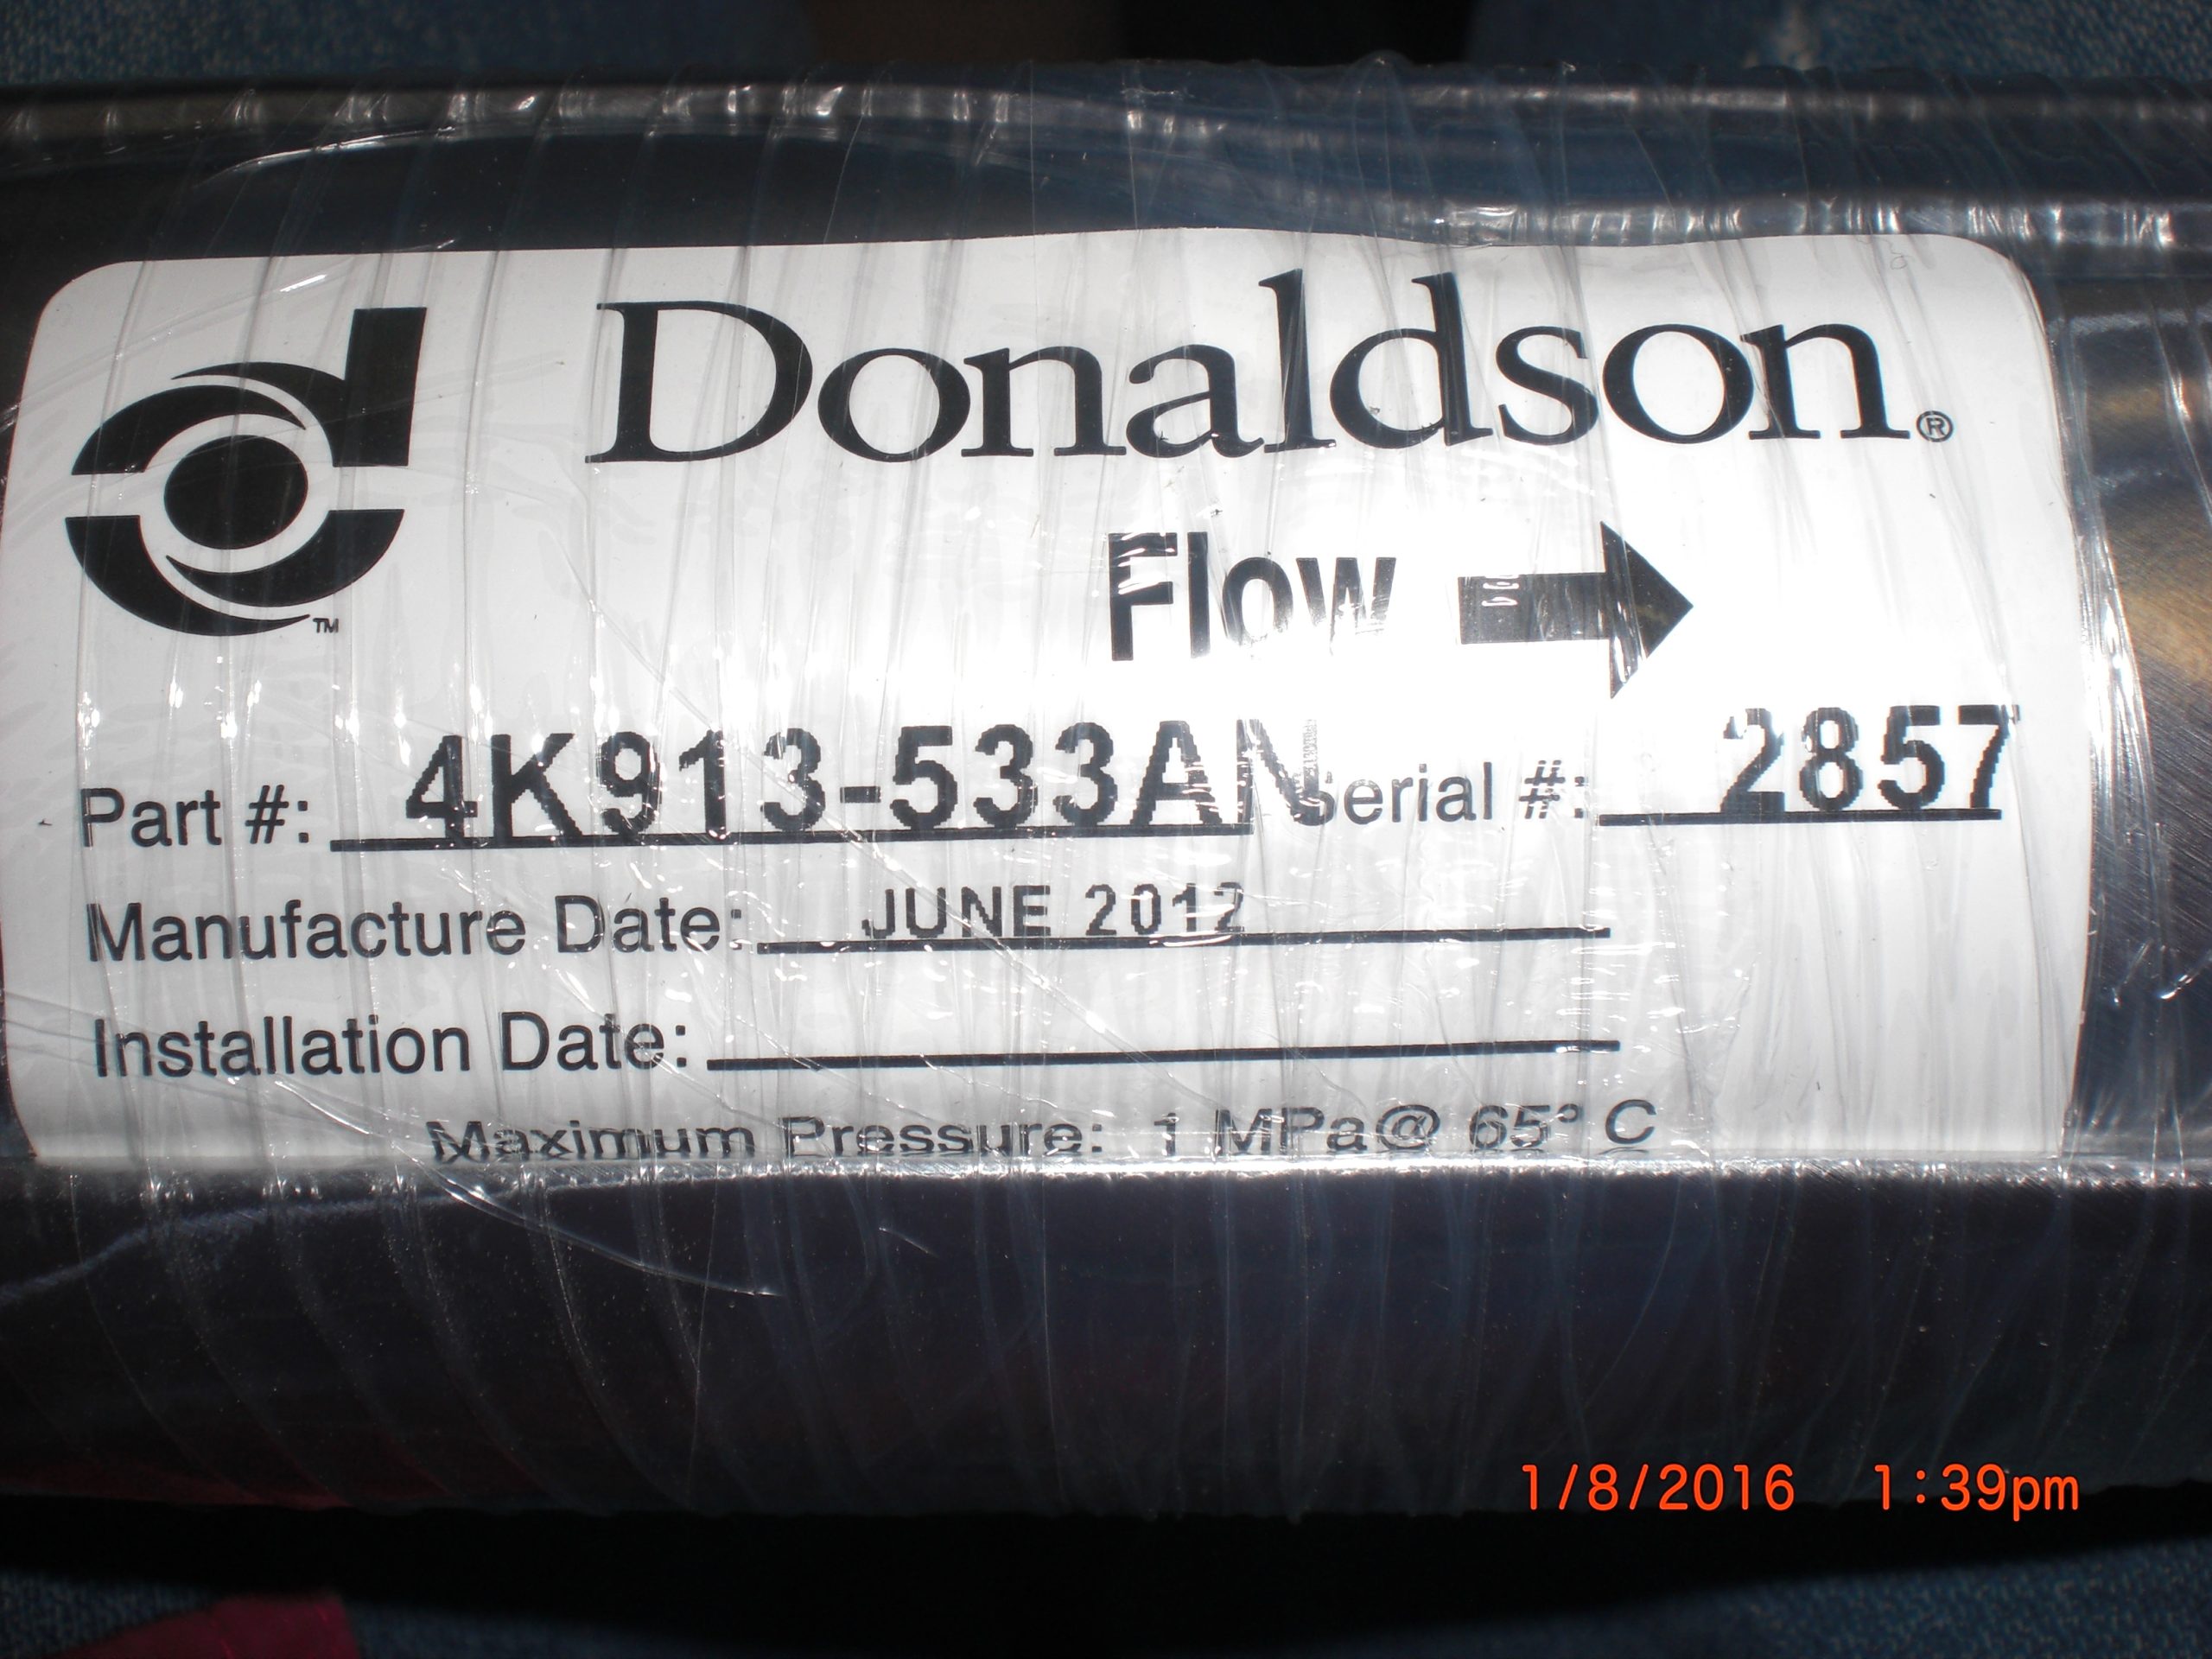 Donaldson®
TM
Flow
Part #: 4K913-533AN Serial #: 2857
Manufacture Date: JUNE 2012
Installation Date:
Maximum Pressure: 1 MPa@ 65° C
1/8/2016 1:39pm